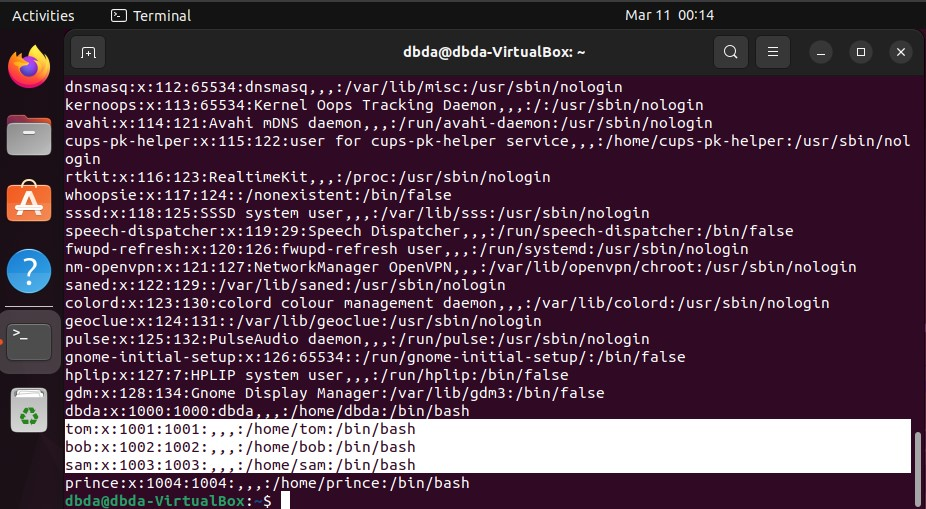 Activities
Terminal
Mar 11 00:14
dbda@dbda-VirtualBox: ~
dnsmasq:x:112:65534:dnsmasq,,,:/var/lib/misc:/usr/sbin/nologin
kernoops:x:113:65534:Kernel Oops Tracking Daemon,,,:/:/usr/sbin/nologin
avahi:x:114:121:Avahi mDNS daemon,,,:/run/avahi-daemon:/usr/sbin/nologin
cups-pk-helper:x:115:122:user for cups-pk-helper service,,,:/home/cups-pk-helper:/usr/sbin/nol
ogin
rtkit:x:116:123:RealtimeKit,,,:/proc:/usr/sbin/nologin
whoopsie:x:117:124::/nonexistent:/bin/false
sssd:x:118:125:SSSD system user,,,:/var/lib/sss:/usr/sbin/nologin
speech-dispatcher:x:119:29:Speech Dispatcher,,,:/run/speech-dispatcher:/bin/false
fwupd-refresh:x:120:126:fwupd-refresh user,,,:/run/systemd:/usr/sbin/nologin
nm-openvpn:x:121:127:NetworkManager OpenVPN,,,:/var/lib/openvpn/chroot:/usr/sbin/nologin
saned:x:122:129::/var/lib/saned:/usr/sbin/nologin
colord:x:123:130:colord colour management daemon,,,:/var/lib/colord:/usr/sbin/nologin
geoclue:x:124:131::/var/lib/geoclue:/usr/sbin/nologin
pulse:x:125:132:PulseAudio daemon,,,:/run/pulse:/usr/sbin/nologin
gnome-initial-setup:x:126:65534::/run/gnome-initial-setup/:/bin/false
hplip:x:127:7:HPLIP system user,,,:/run/hplip:/bin/false
gdm:x:128:134:Gnome Display Manager:/var/lib/gdm3:/bin/false
dbda:x:1000:1000:dbda,,,:/home/dbda:/bin/bash
tom:x:1001:1001:,,,:/home/tom:/bin/bash
bob:x:1002:1002:,,,:/home/bob:/bin/bash
sam:x:1003:1003:,,,:/home/sam:/bin/bash
prince:x:1004:1004:,,,:/home/prince:/bin/bash
dbda@dbda-VirtualBox:~$